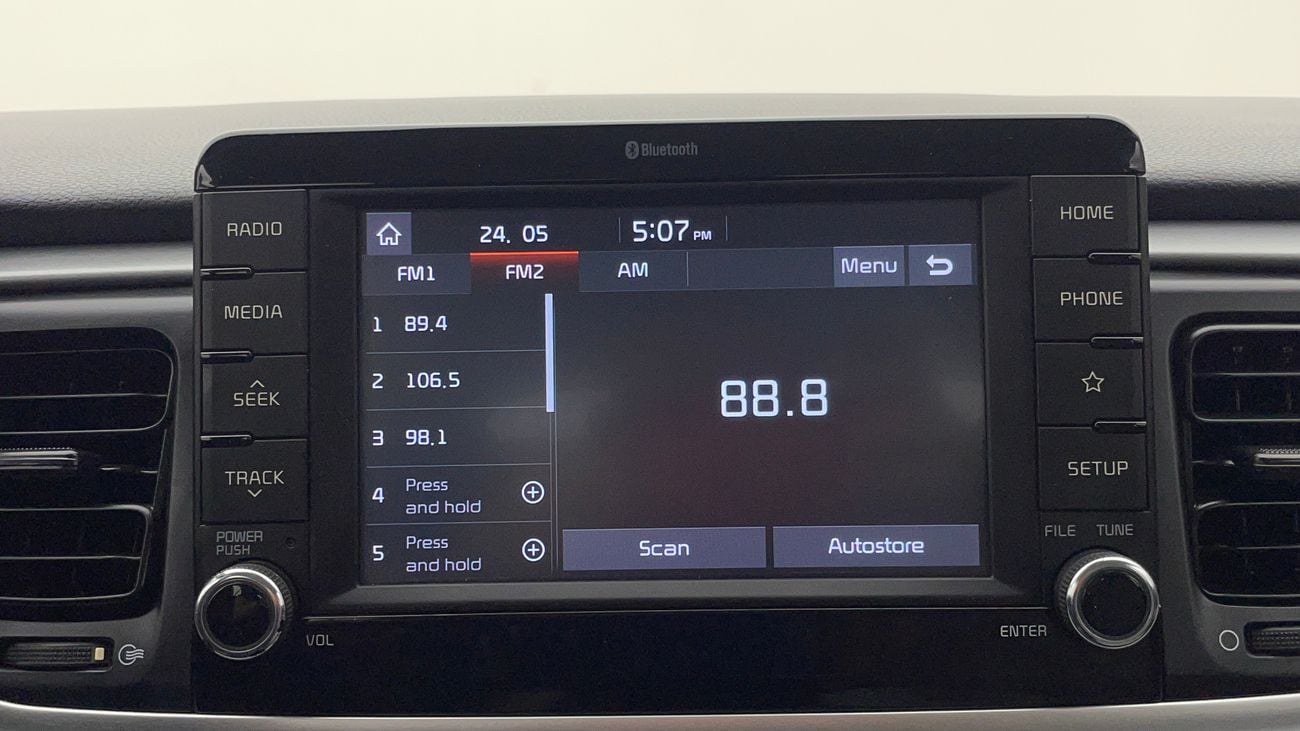 Bluetooth
RADIO
MEDIA
SEEK
TRACK
POWER
PUSH
VOL
24. 05
5:07 PM
FM1
FM2
AM
Menu
1 89.4
2 106.5
3 98.1
4 Press
and hold
5 Press
and hold
88.8
Scan
Autostore
HOME
PHONE
SETUP
FILE TUNE
ENTER